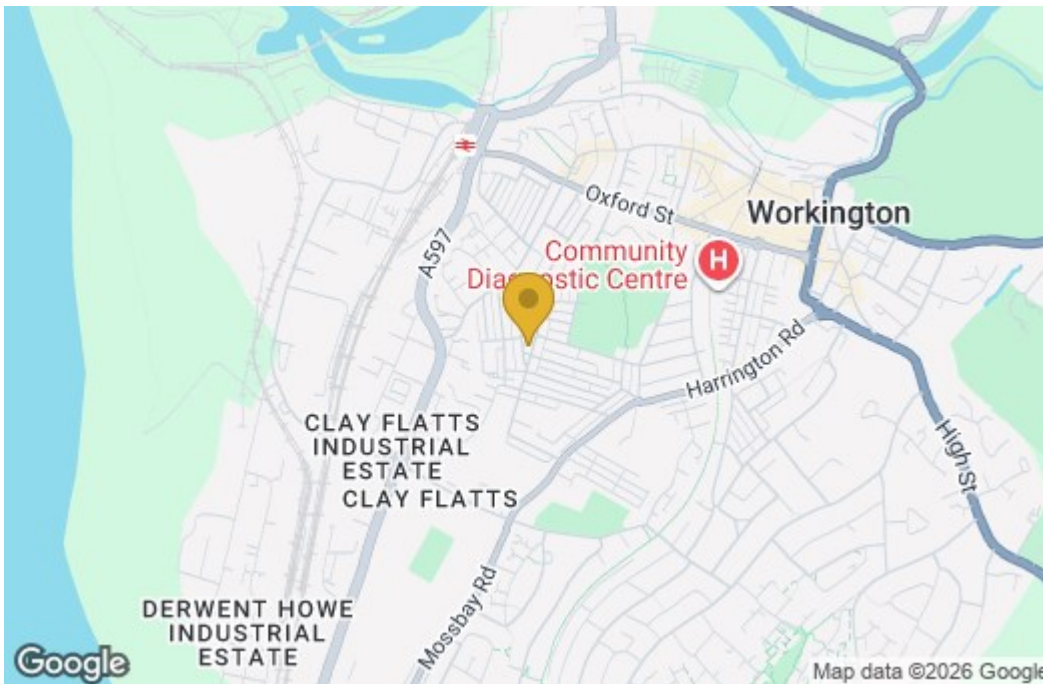 Oxford St
Workington
A597
Community
Diagnostic Centre
H
Harrington Rd
CLAY FLATTS
INDUSTRIAL
ESTATE
CLAY FLATTS
High St
Mossbay Rd
DERWENT HOWE
INDUSTRIAL
ESTATE
Google
Map data ©2026 Google